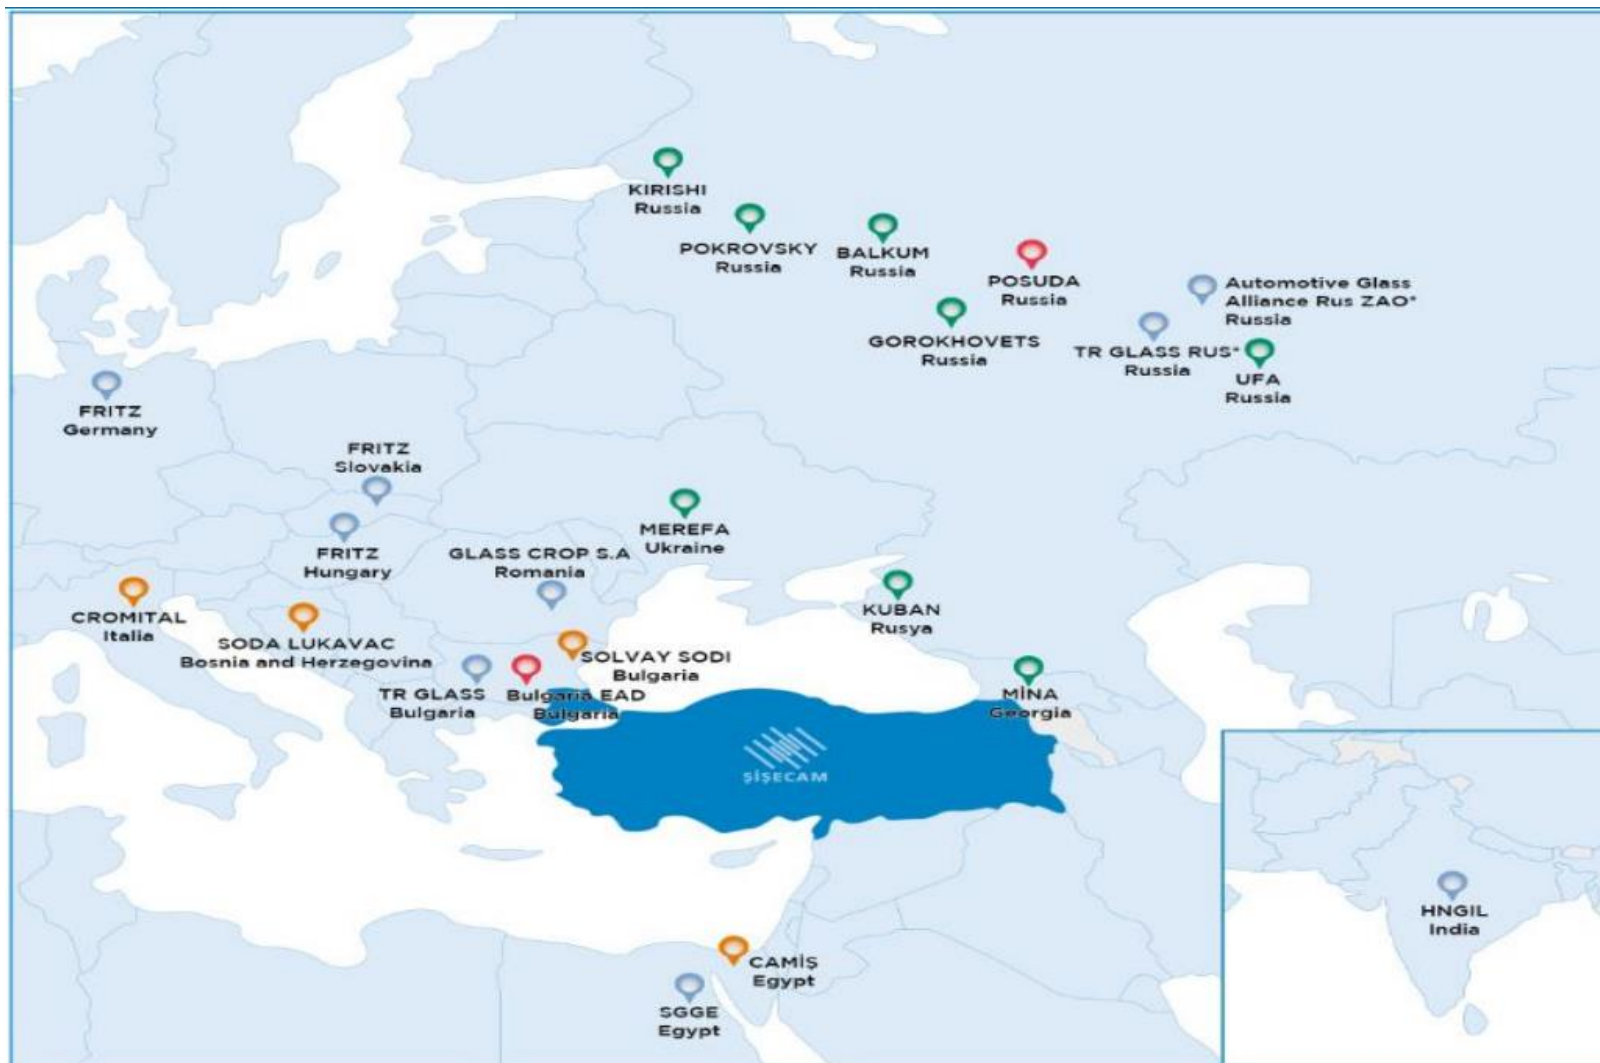 KIRISHI
Russia
POKROVSKY
Russia
BALKUM
Russia
POSUDA
Russia
Automotive Glass
Alliance Rus ZAO*
Russia
GOROKHOVETS
Russia
TR GLASS RUS*
Russia
UFA
Russia
FRITZ
Germany
FRITZ
Slovakia
FRITZ
Hungary
GLASS CROP S.A
Romania
MEREFA
Ukraine
CROMITAL
Italia
SODA LUKAVAC
Bosnia and Herzegovina
KUBAN
Rusya
SOLVAY SODI
Bulgaria
TR GLASS
Bulgaria
Bulgaria EAD
Bulgaria
MİNA
Georgia
ŞİŞECAM
HNGIL
India
CAMİŞ
Egypt
SGGE
Egypt